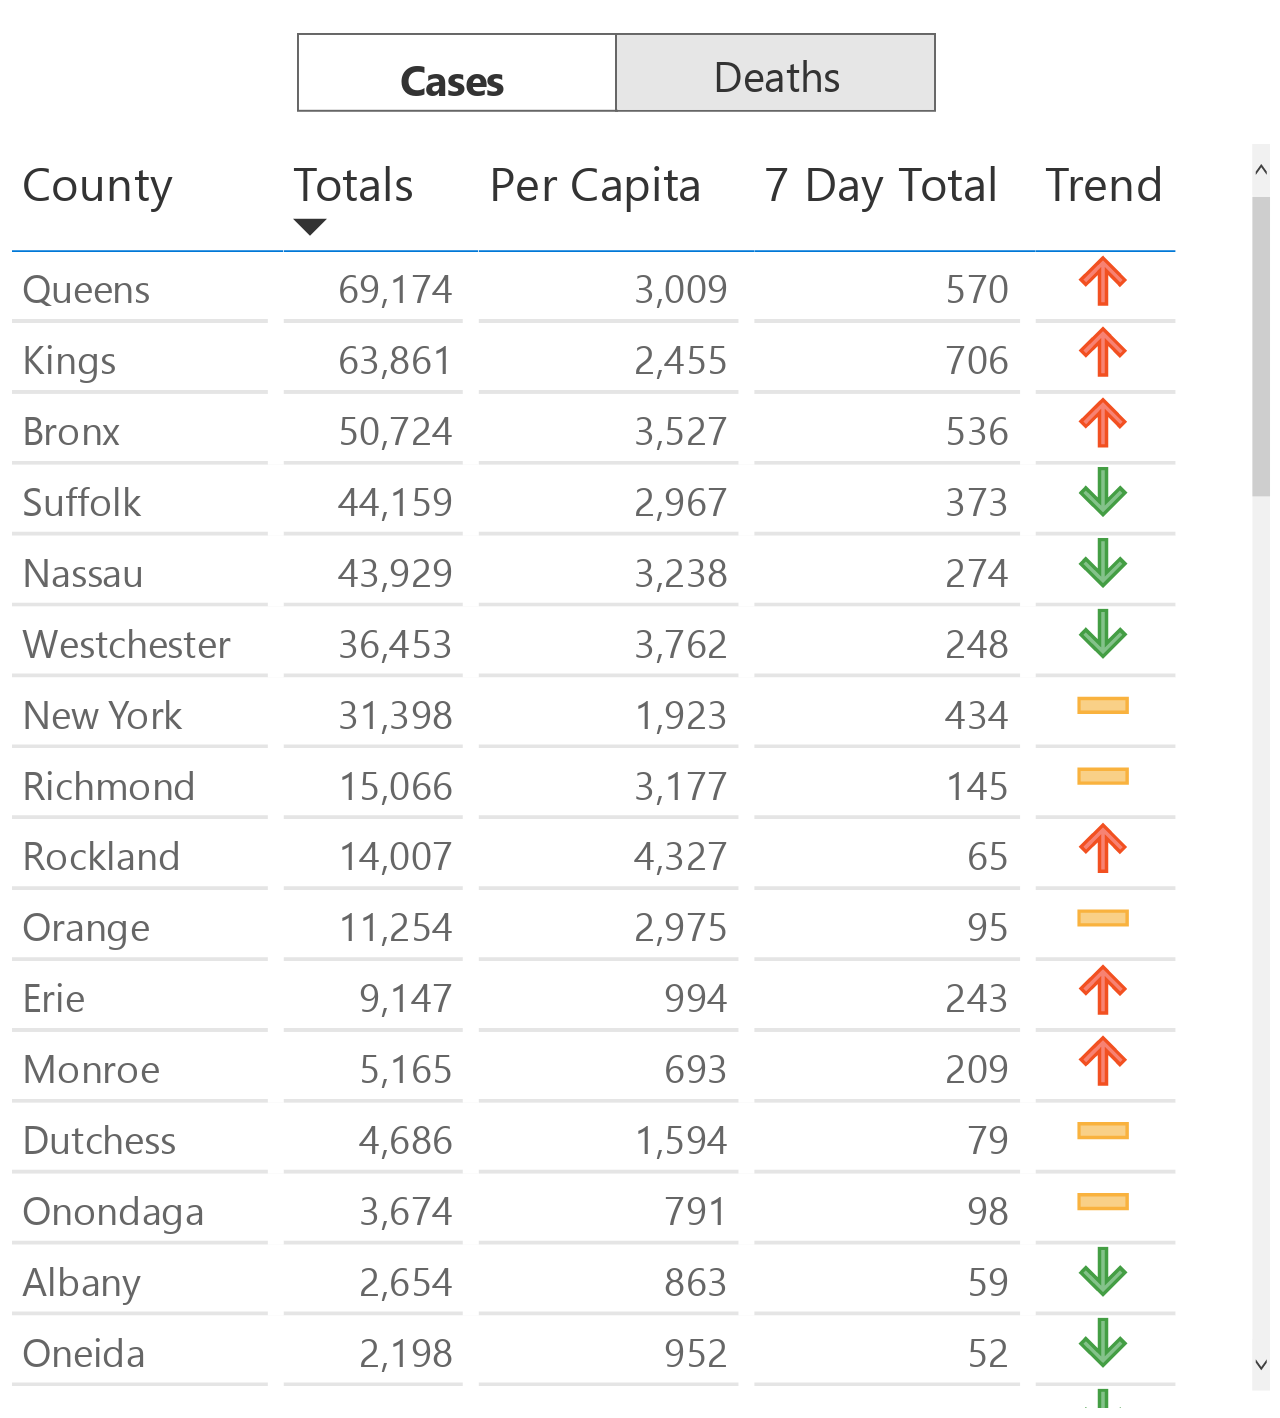 Cases Deaths
County Totals Per Capita 7 Day Total Trend
Queens 69,174 3,009 570
Kings 63,861 2,455 706
Bronx 50,724 3,527 536
Suffolk 44,159 2,967 373
Nassau 43,929 3,238 274
Westchester 36,453 3,762 248
New York 31,398 1,923 434
Richmond 15,066 3,177 145
Rockland 14,007 4,327 65
Orange 11,254 2,975 95
Erie 9,147 994 243
Monroe 5,165 693 209
Dutchess 4,686 1,594 79
Onondaga 3,674 791 98
Albany 2,654 863 59
Oneida 2,198 952 52